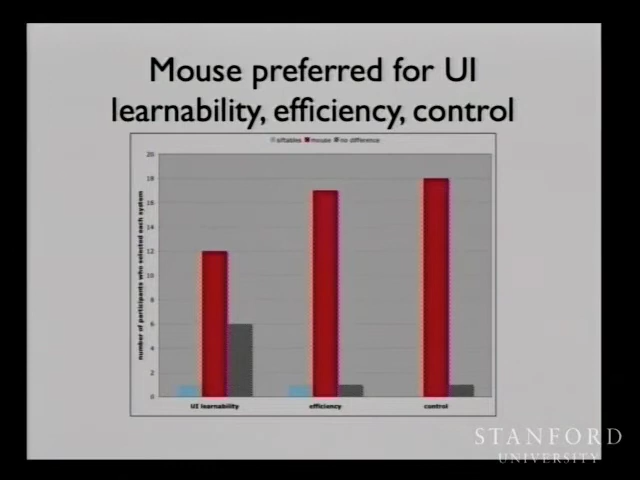 Mouse preferred for UI
learnability, efficiency, control
siftables mouse no difference
number of participants who selected each system
20
18
16
14
12
10
8
6
4
2
0
UI learnability efficiency control
STANFORD
UNIVERSITY